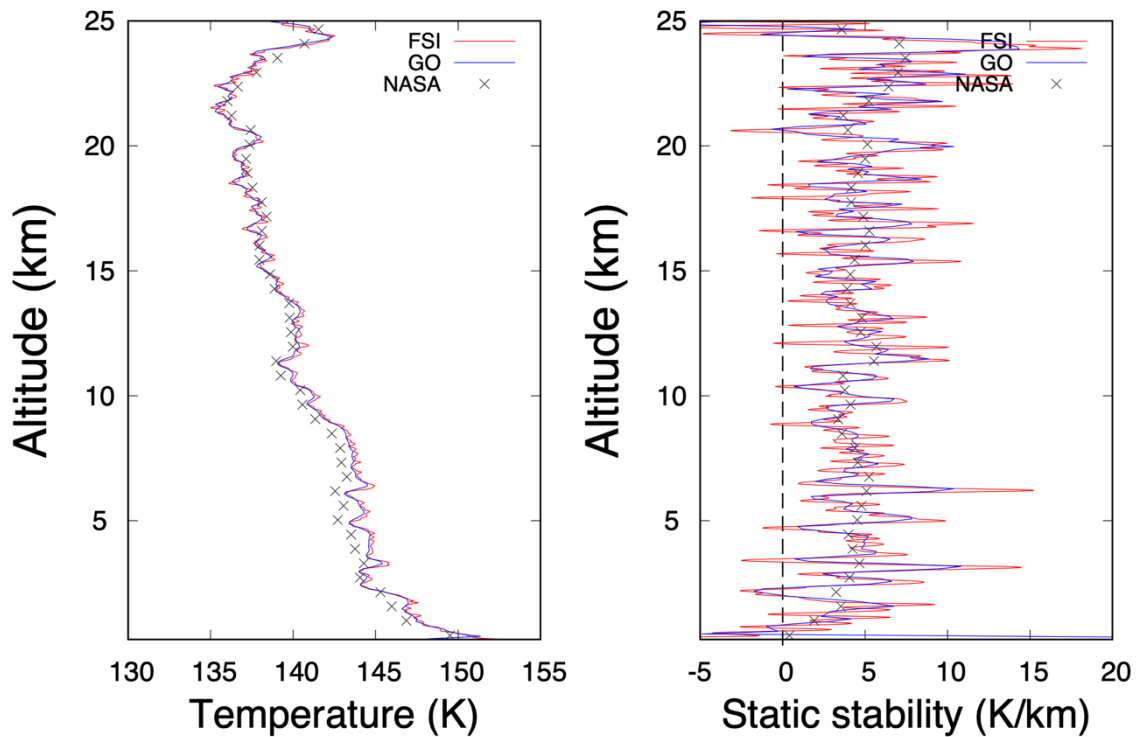 25
20
15
10
5
Altitude (km)
FSI
GO
NASA
130 135 140 145 150 155
Temperature (K)
25
20
15
10
5
Altitude (km)
FSI
GO
NASA
-5 0 5 10 15 20
Static stability (K/km)